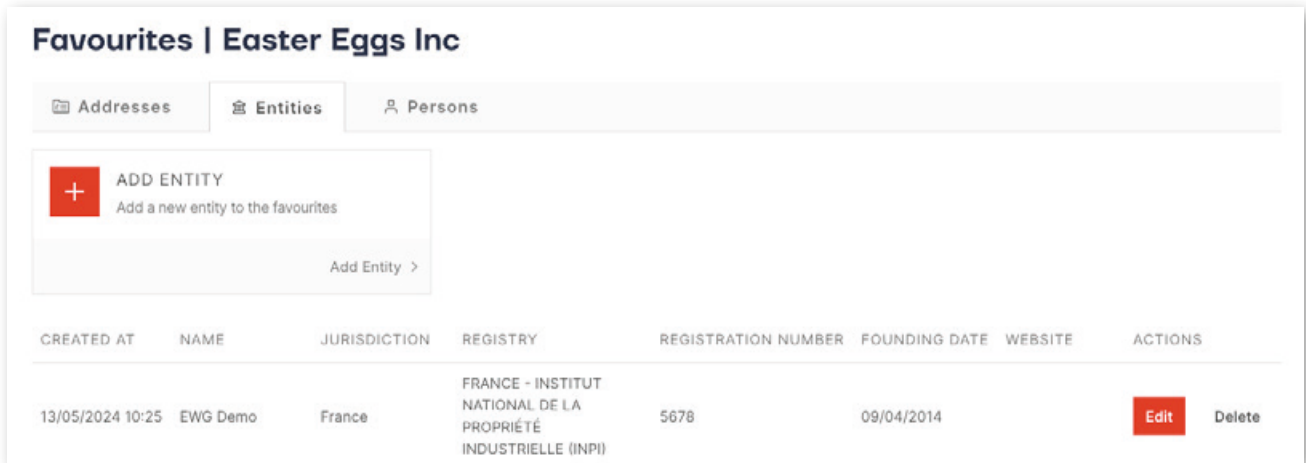 Favourites | Easter Eggs Inc
Addresses Entities Persons
ADD ENTITY
Add a new entity to the favourites
Add Entity >
CREATED AT NAME JURISDICTION REGISTRY REGISTRATION NUMBER FOUNDING DATE WEBSITE ACTIONS
13/05/2024 10:25 EWG Demo France FRANCE - INSTITUT
NATIONAL DE LA
PROPRIÉTÉ
INDUSTRIELLE (INPI) 5678 09/04/2014 Edit Delete